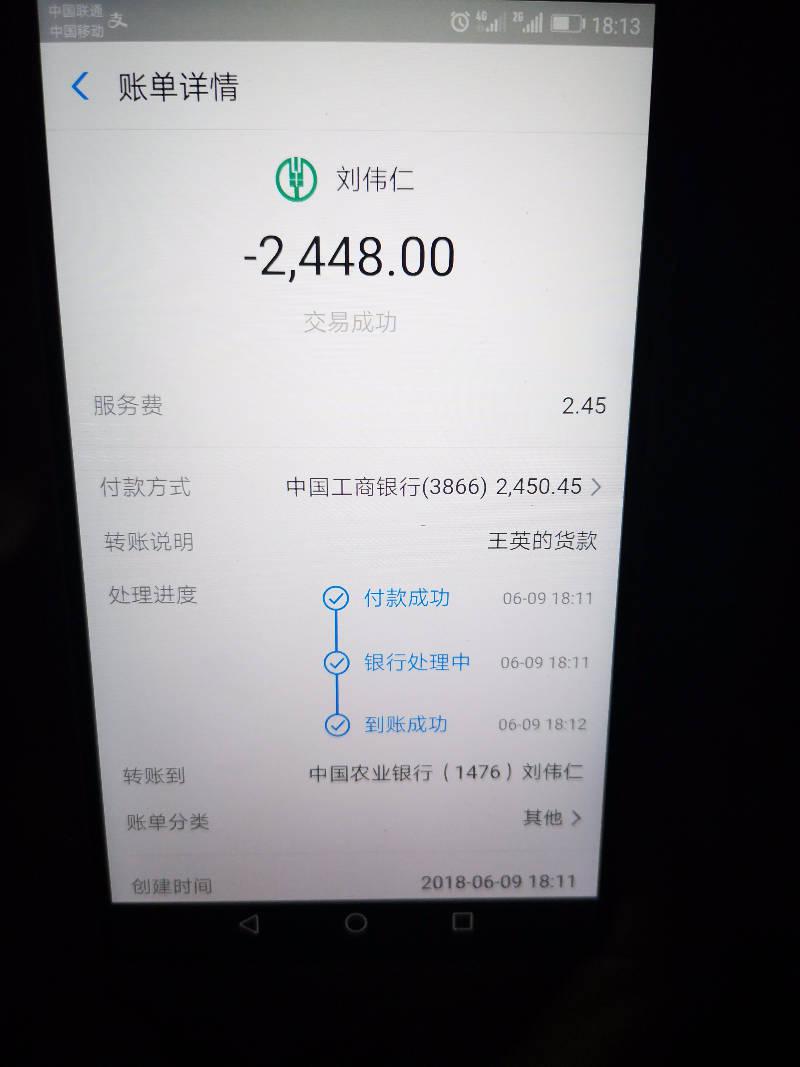 中国联通
中国移动
支 4G 2G 18:13
账单详情
刘伟仁
-2,448.00
交易成功
服务费 2.45
付款方式 中国工商银行(3866) 2,450.45
转账说明 王英的货款
处理进度 付款成功 06-09 18:11
银行处理中 06-09 18:11
到账成功 06-09 18:12
转账到 中国农业银行（1476）刘伟仁
账单分类 其他
创建时间 2018-06-09 18:11